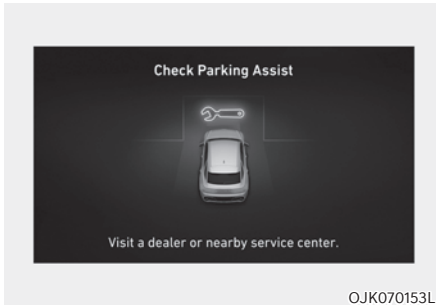 Check Parking Assist
Visit a dealer or nearby service center.
OJK070153L